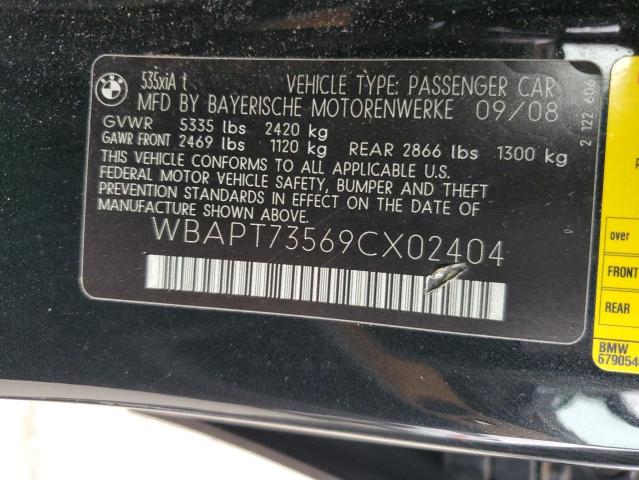 BMW
535xiA t VEHICLE TYPE: PASSENGER CAR
MFD BY BAYERISCHE MOTORENWERKE 09/08
GVWR 5335 lbs 2420 kg
GAWR FRONT 2469 lbs 1120 kg REAR 2866 lbs 1300 kg
THIS VEHICLE CONFORMS TO ALL APPLICABLE U.S.
FEDERAL MOTOR VEHICLE SAFETY, BUMPER AND THEFT
PREVENTION STANDARDS IN EFFECT ON THE DATE OF
MANUFACTURE SHOWN ABOVE.
WBAPT73569CX02404
2 122 606
over
FRONT
REAR
BMW